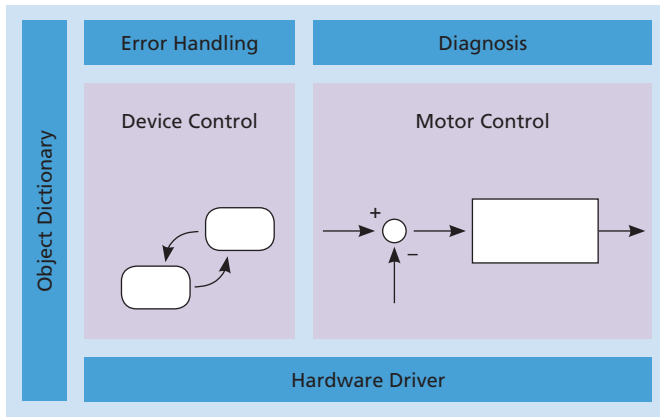 Error Handling
Diagnosis
Object Dictionary
Device Control
Motor Control
+
−
Hardware Driver